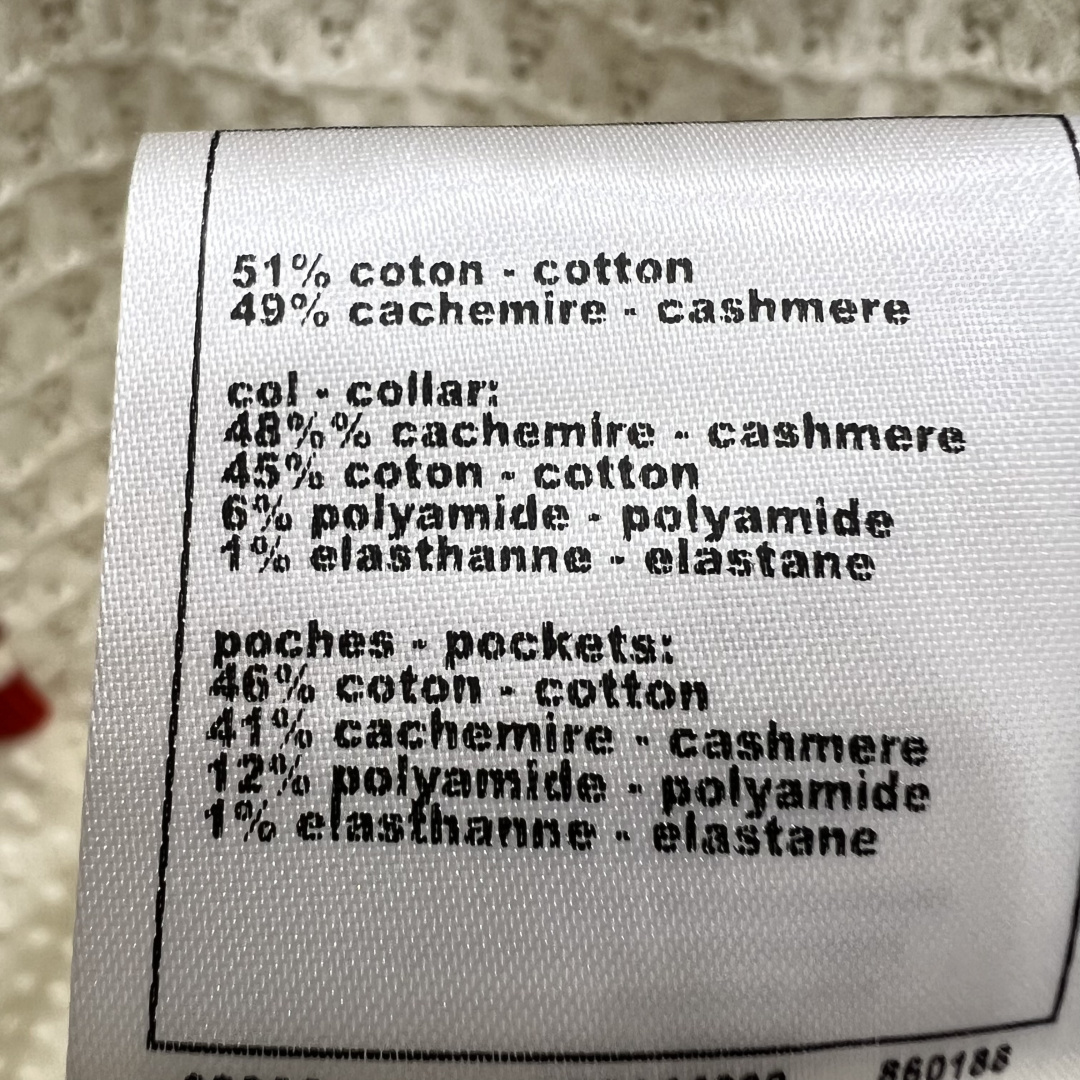 51% coton - cotton
49% cachemire - cashmere
col - collar:
48%% cachemire - cashmere
45% coton - cotton
6% polyamide - polyamide
1% elasthanne - elastane
poches - pockets:
46% coton - cotton
41% cachemire - cashmere
12% polyamide - polyamide
1% elasthanne - elastane
860188